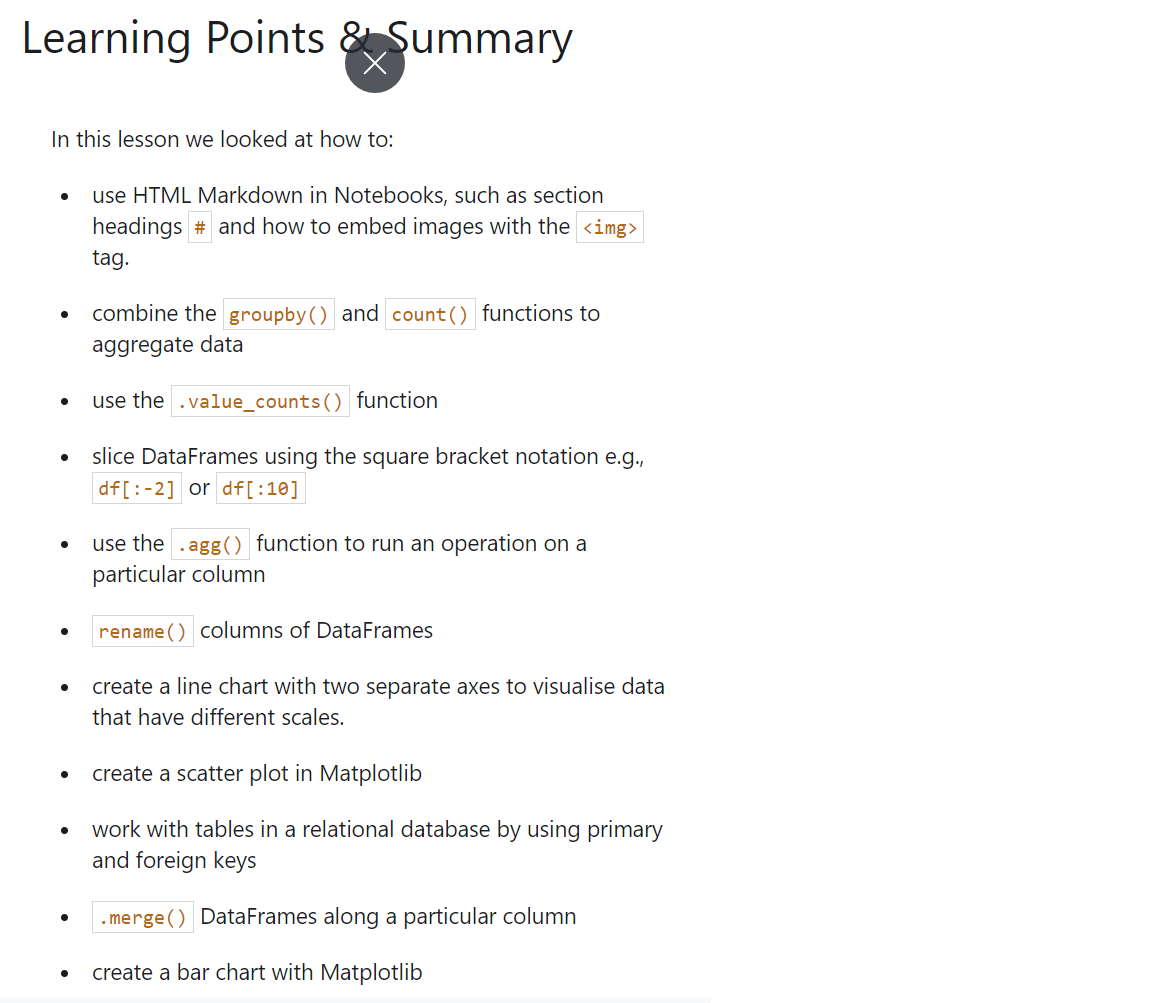 Learning Points & Summary
In this lesson we looked at how to:
use HTML Markdown in Notebooks, such as section
headings # and how to embed images with the <img>
tag.
combine the groupby() and count() functions to
aggregate data
use the .value_counts() function
slice DataFrames using the square bracket notation e.g.,
df[:-2] or df[:10]
use the .agg() function to run an operation on a
particular column
rename() columns of DataFrames
create a line chart with two separate axes to visualise data
that have different scales.
create a scatter plot in Matplotlib
work with tables in a relational database by using primary
and foreign keys
.merge() DataFrames along a particular column
create a bar chart with Matplotlib